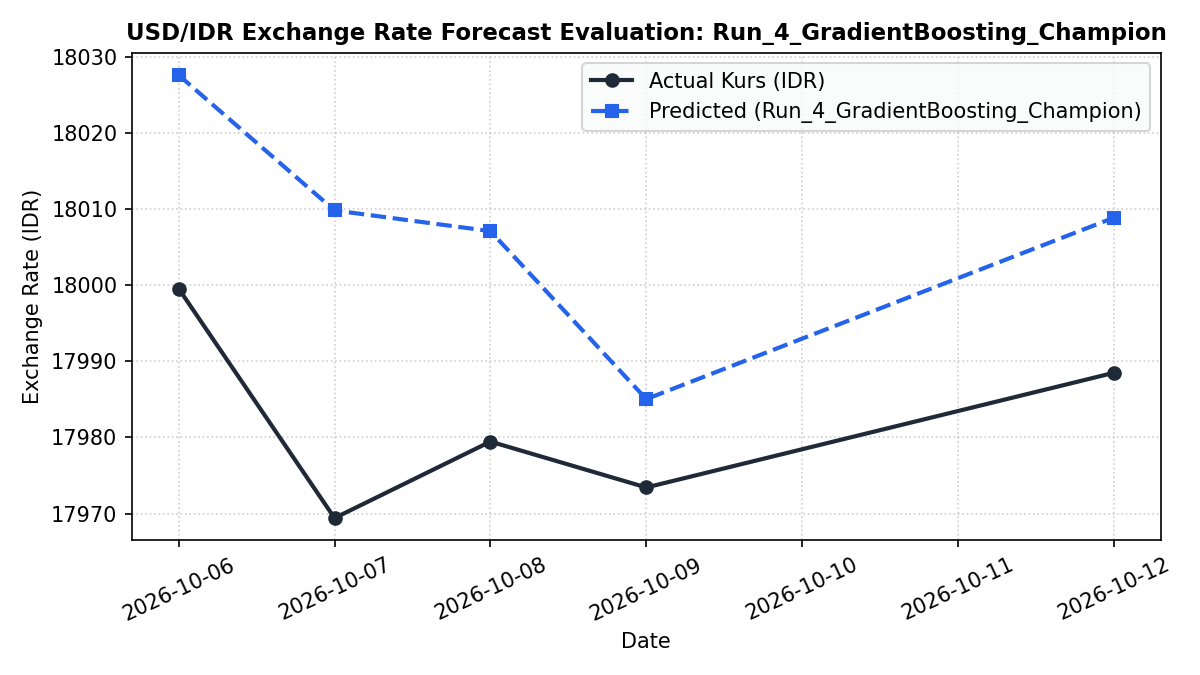 USD/IDR Exchange Rate Forecast Evaluation: Run_4_GradientBoosting_Champion
Actual Kurs (IDR)
Predicted (Run_4_GradientBoosting_Champion)
Exchange Rate (IDR)
18030
18020
18010
18000
17990
17980
17970
2026-10-06
2026-10-07
2026-10-08
2026-10-09
2026-10-10
2026-10-11
2026-10-12
Date